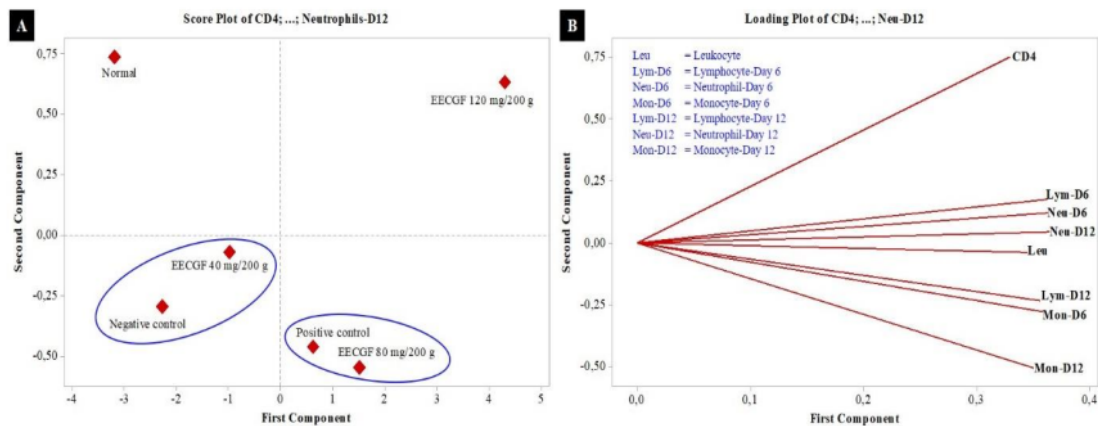 A
Score Plot of CD4; ...; Neutrophils-D12
Second Component
0,75
0,50
0,25
0,00
-0,25
-0,50
Normal
EECGF 120 mg/200 g
EECGF 40 mg/200 g
Negative control
Positive control
EECGF 80 mg/200 g
-4 -3 -2 -1 0 1 2 3 4 5
First Component
B
Loading Plot of CD4; ...; Neu-D12
Second Component
0,75
0,50
0,25
0,00
-0,25
-0,50
Leu = Leukocyte
Lym-D6 = Lymphocyte-Day 6
Neu-D6 = Neutrophil-Day 6
Mon-D6 = Monocyte-Day 6
Lym-D12 = Lymphocyte-Day 12
Neu-D12 = Neutrophil-Day 12
Mon-D12 = Monocyte-Day 12
CD4
Lym-D6
Neu-D6
Neu-D12
Leu
Lym-D12
Mon-D6
Mon-D12
0,0 0,1 0,2 0,3 0,4
First Component